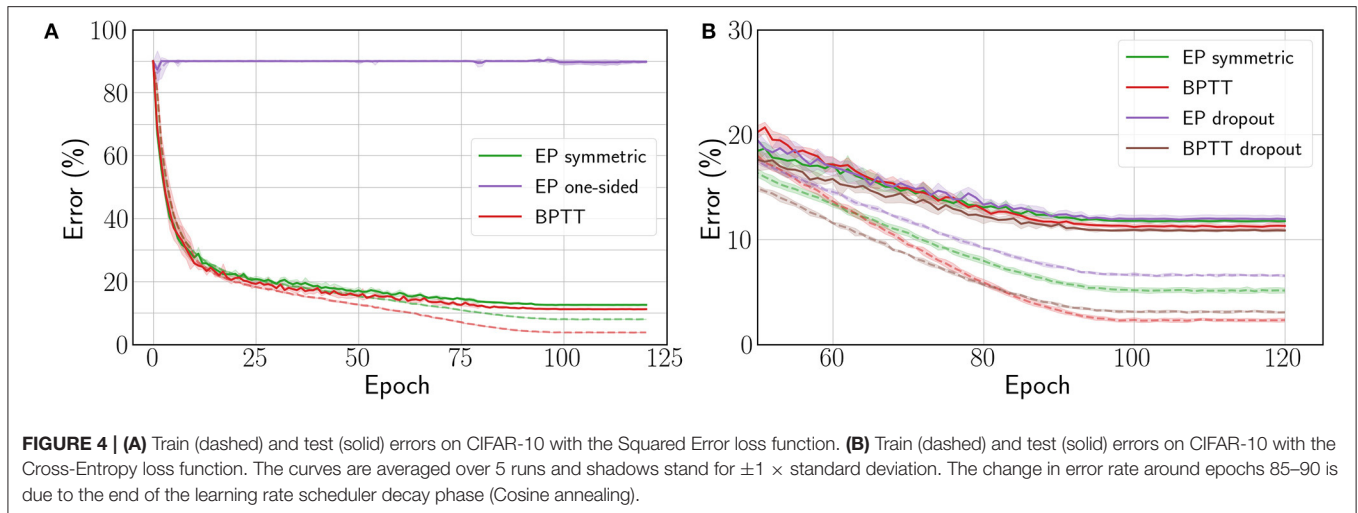 A
100
80
60
40
20
0
Error (%)
0
25
50
75
100
125
Epoch
EP symmetric
EP one-sided
BPTT
B
30
20
10
0
Error (%)
60
80
100
120
Epoch
EP symmetric
BPTT
EP dropout
BPTT dropout
FIGURE 4 | (A) Train (dashed) and test (solid) errors on CIFAR-10 with the Squared Error loss function. (B) Train (dashed) and test (solid) errors on CIFAR-10 with the
Cross-Entropy loss function. The curves are averaged over 5 runs and shadows stand for ±1 × standard deviation. The change in error rate around epochs 85–90 is
due to the end of the learning rate scheduler decay phase (Cosine annealing).